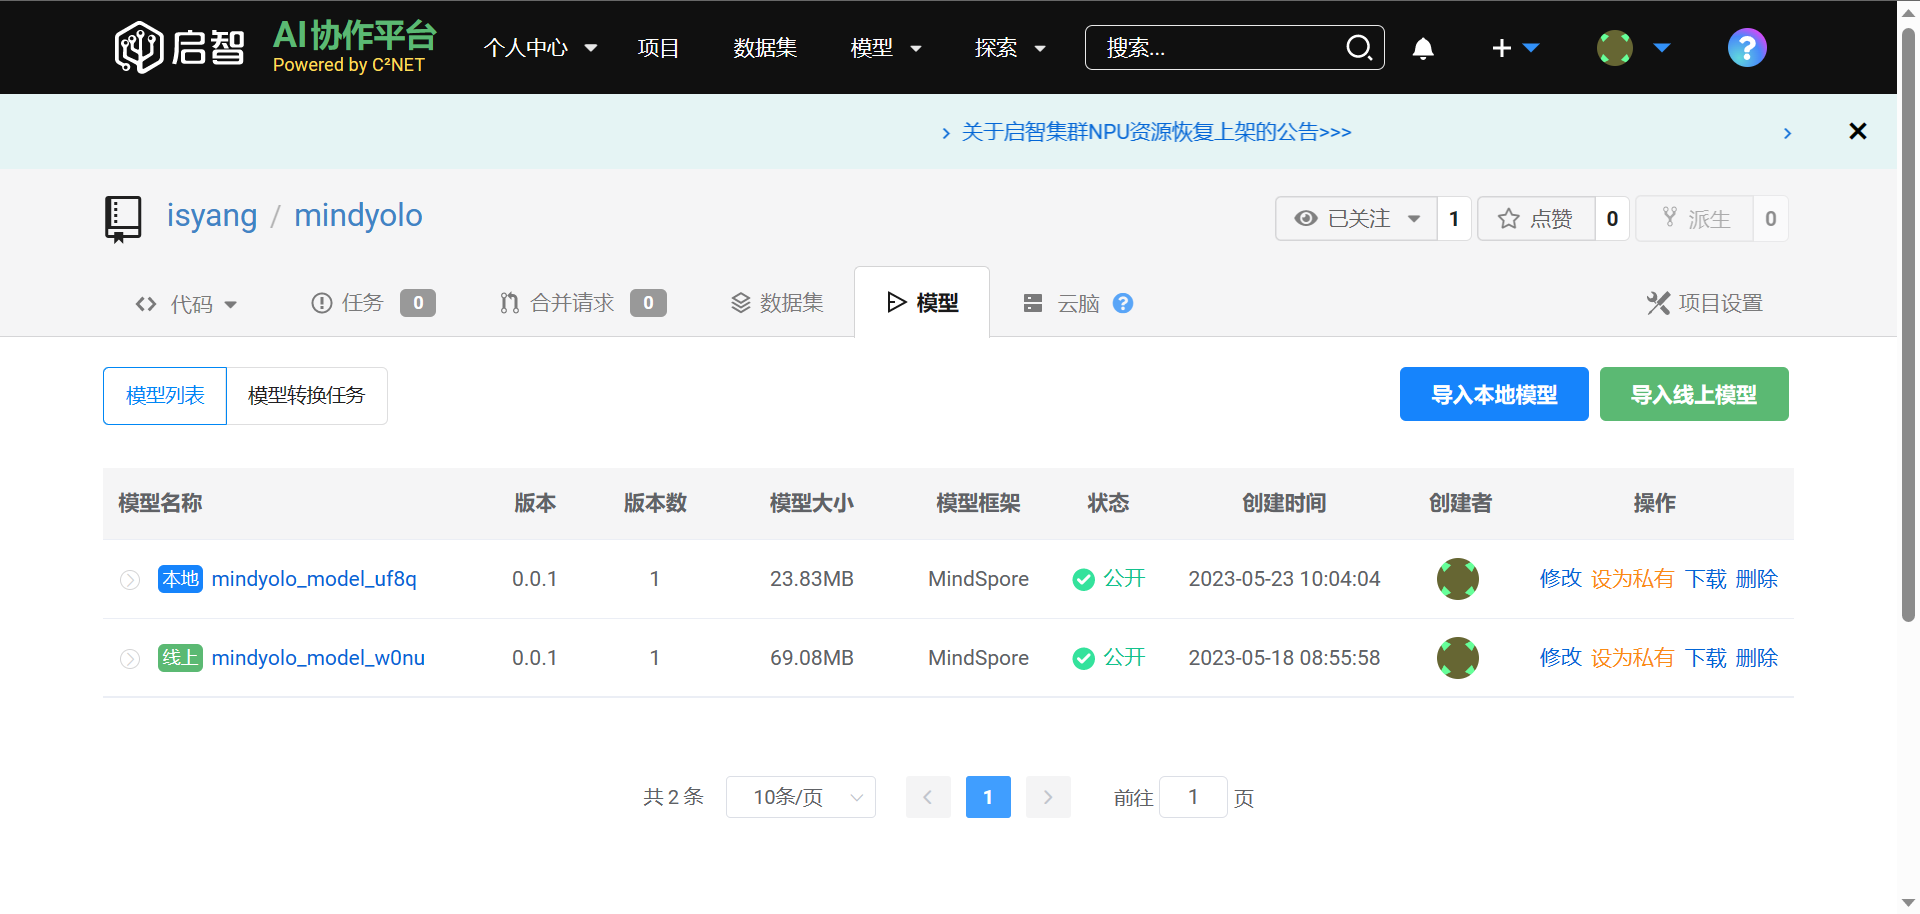 启智 AI协作平台 个人中心 项目 数据集 模型 探索 搜索...
Powered by C²NET
关于启智集群NPU资源恢复上架的公告>>>
isyang / mindyolo 已关注 1 点赞 0 派生 0
代码 任务 0 合并请求 0 数据集 模型 云脑 项目设置
模型列表 模型转换任务 导入本地模型 导入线上模型
模型名称 版本 版本数 模型大小 模型框架 状态 创建时间 创建者 操作
本地 mindyolo_model_uf8q 0.0.1 1 23.83MB MindSpore 公开 2023-05-23 10:04:04 修改 设为私有 下载 删除
线上 mindyolo_model_w0nu 0.0.1 1 69.08MB MindSpore 公开 2023-05-18 08:55:58 修改 设为私有 下载 删除
共 2 条 10条/页 1 前往 1 页